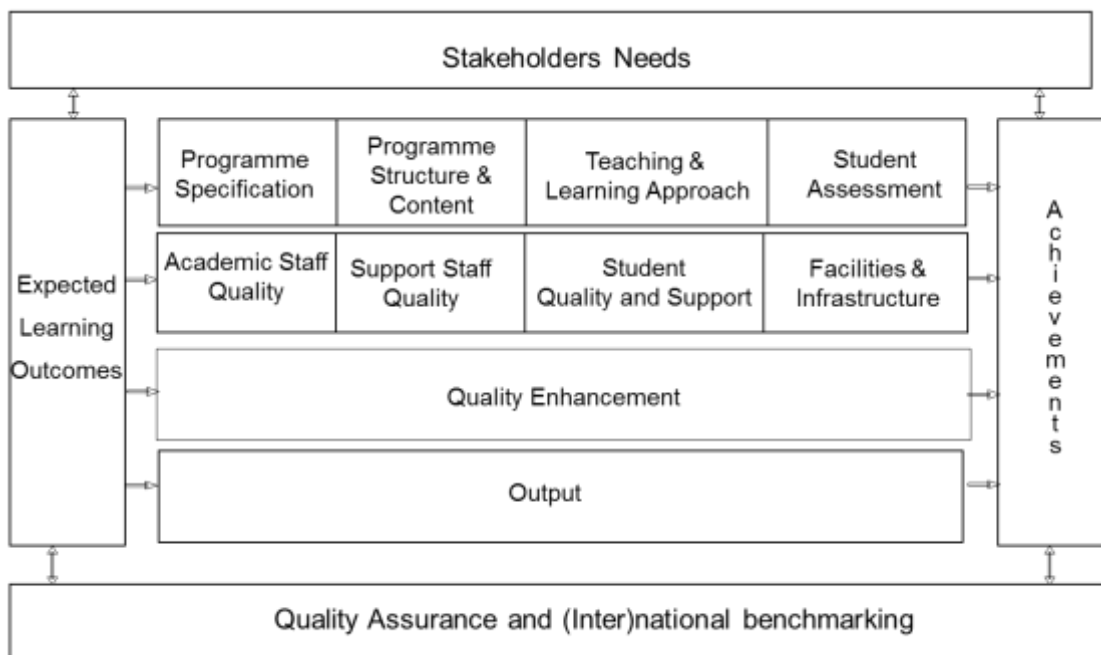 Stakeholders Needs
Programme
Specification
Programme
Structure &
Content
Teaching &
Learning Approach
Student
Assessment
Academic Staff
Quality
Support Staff
Quality
Student
Quality and Support
Facilities &
Infrastructure
Expected
Learning
Outcomes
Quality Enhancement
Output
Achievements
Quality Assurance and (Inter)national benchmarking